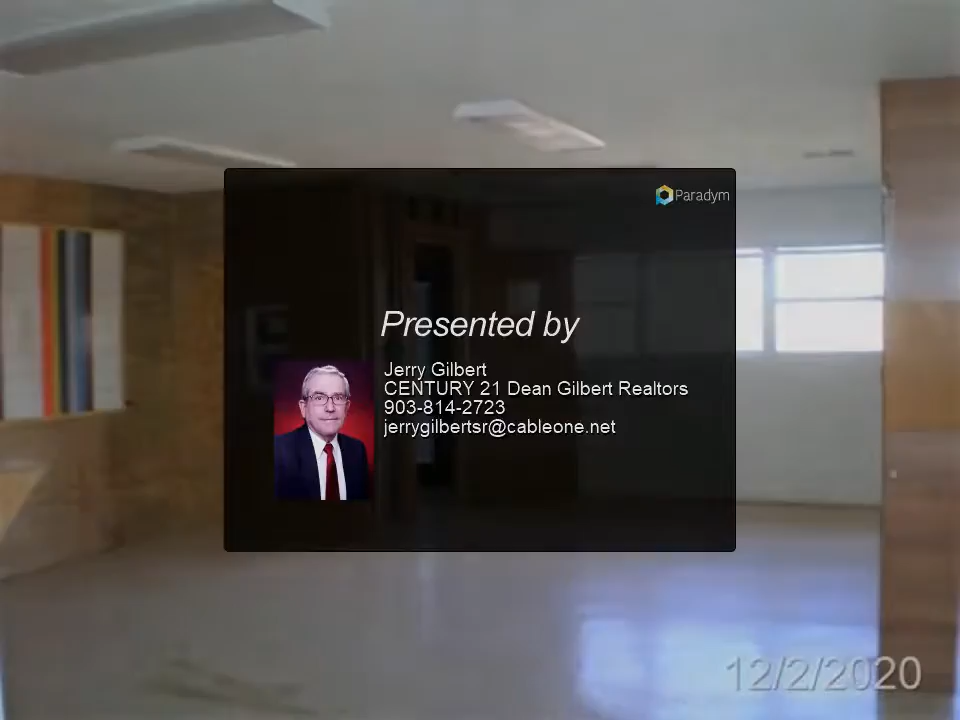 Paradym
Presented by
Jerry Gilbert
CENTURY 21 Dean Gilbert Realtors
903-814-2723
jerrygilbertsr@cableone.net
12/2/2020